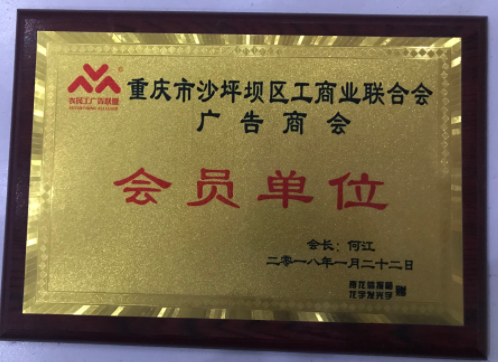 重庆市沙坪坝区工商业联合会
广告商会
会员单位
会长：何江
二零一八年一月二十二日